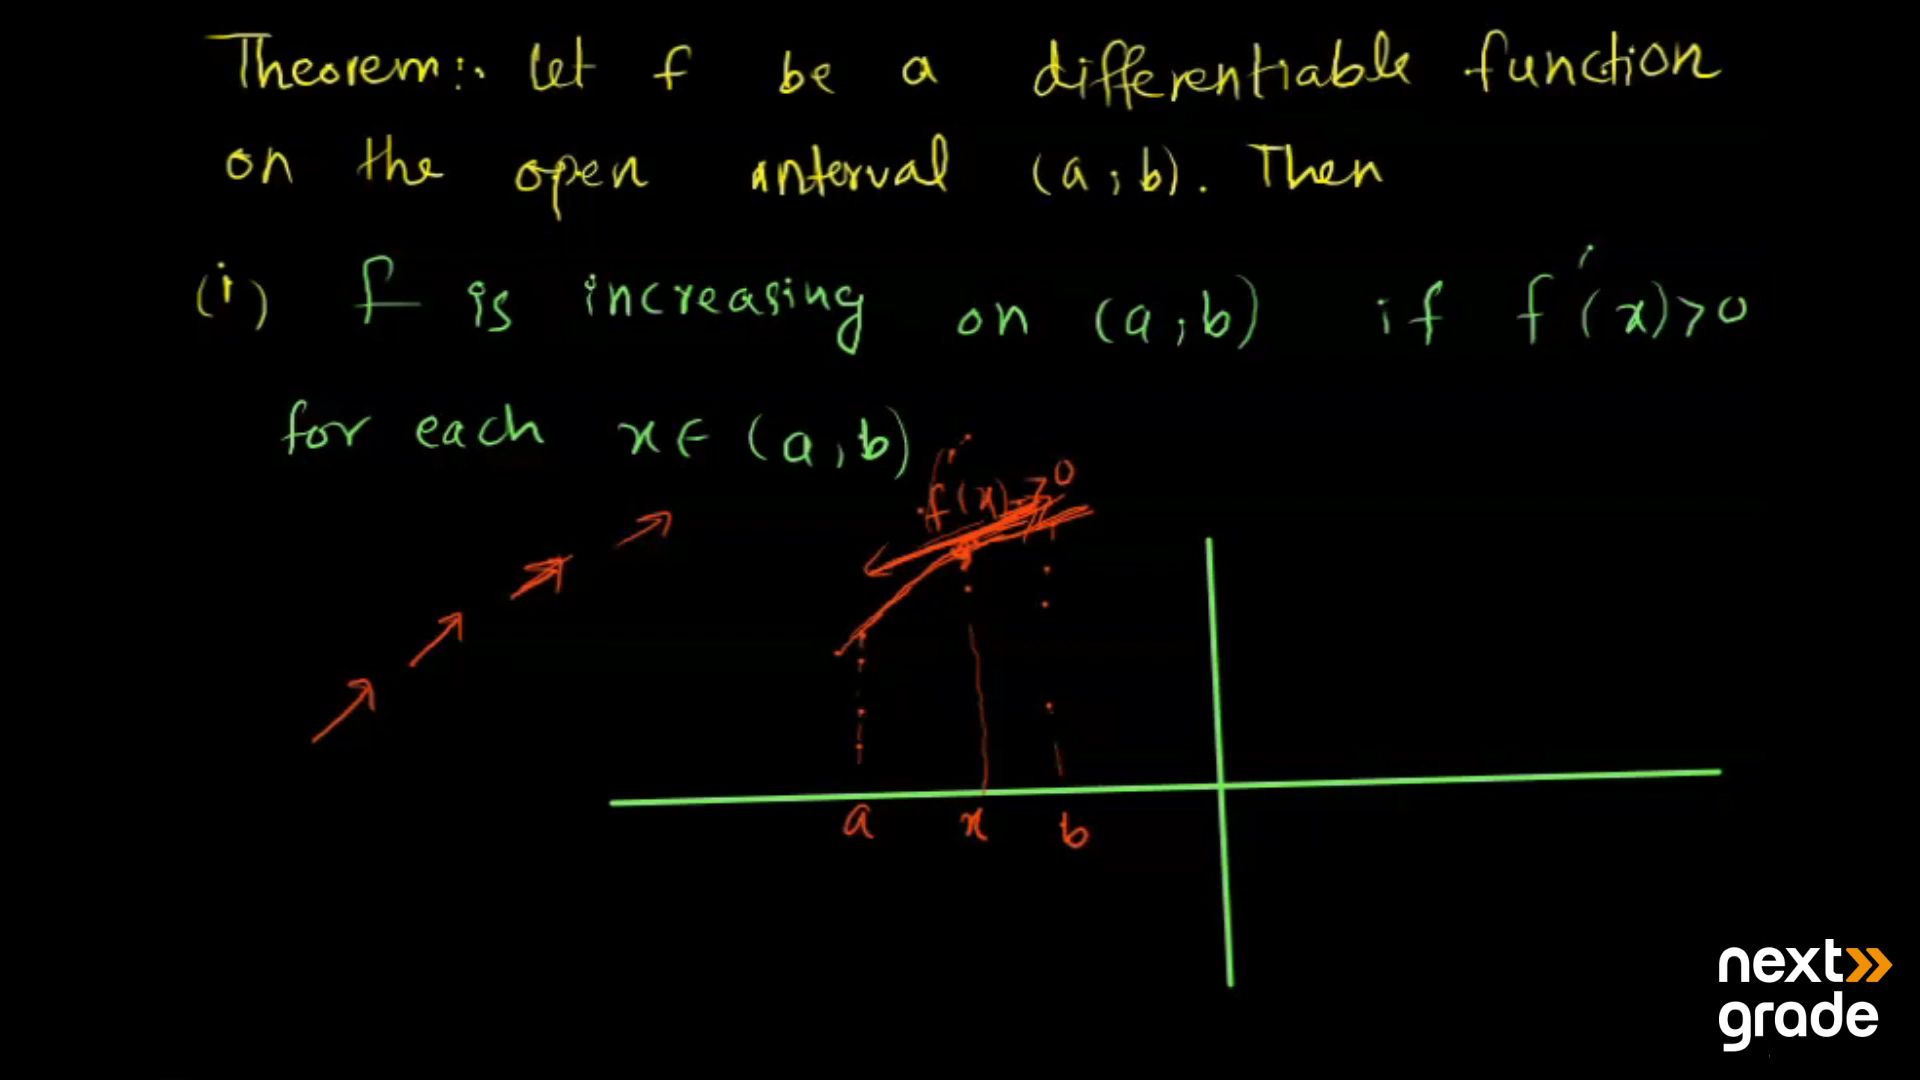 Theorem:. let f be a differentiable function
on the open interval (a, b). Then
(i) f is increasing on (a, b) if f'(x)>0
for each x∈ (a, b)
f'(x)>0
a x b
next
grade